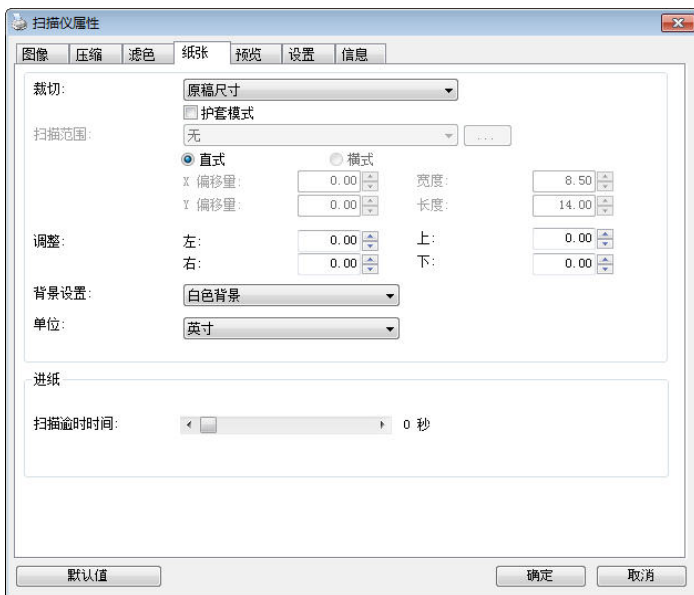 扫描仪属性
图像 压缩 滤色 纸张 预览 设置 信息
裁切: 原稿尺寸
护套模式
扫描范围: 无 ...
直式 横式
X 偏移量: 0.00 宽度: 8.50
Y 偏移量: 0.00 长度: 14.00
调整: 左: 0.00 上: 0.00
右: 0.00 下: 0.00
背景设置: 白色背景
单位: 英寸
进纸
扫描逾时时间: 0 秒
默认值 确定 取消